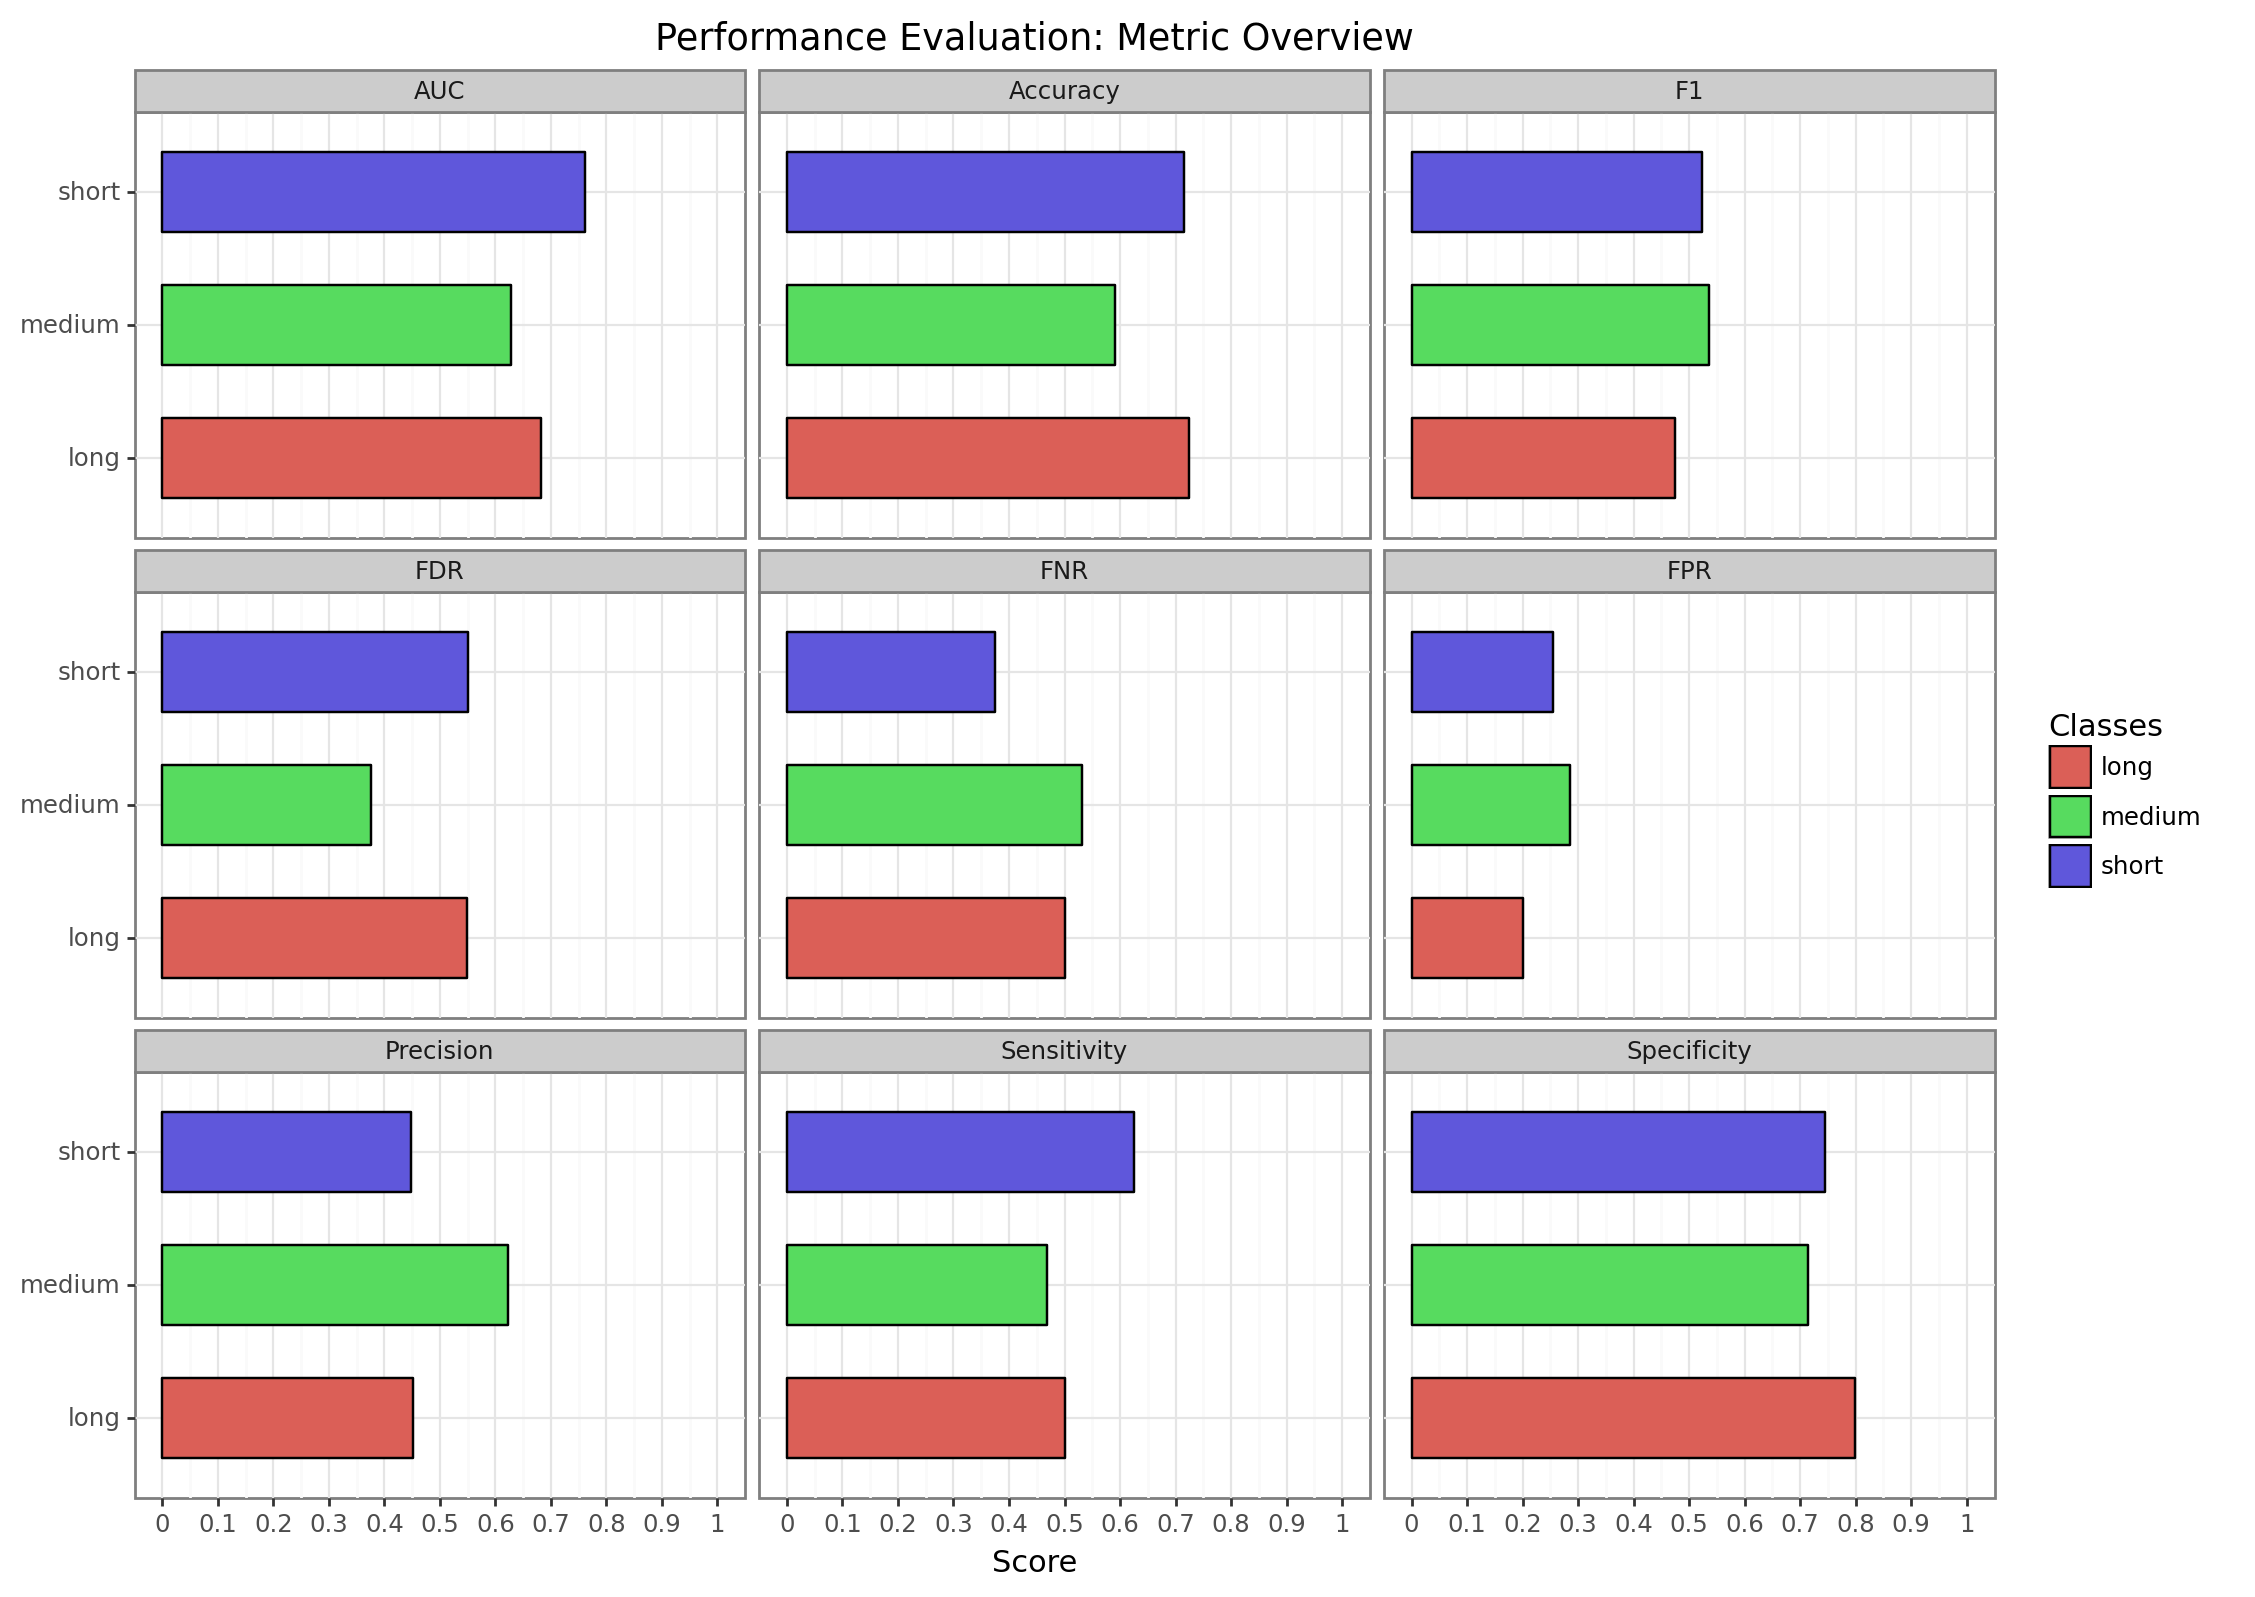 Performance Evaluation: Metric Overview
AUC
Accuracy
F1
short
medium
long
FDR
FNR
FPR
short
medium
long
Classes
long
medium
short
Precision
Sensitivity
Specificity
short
medium
long
0 0.1 0.2 0.3 0.4 0.5 0.6 0.7 0.8 0.9 1
0 0.1 0.2 0.3 0.4 0.5 0.6 0.7 0.8 0.9 1
0 0.1 0.2 0.3 0.4 0.5 0.6 0.7 0.8 0.9 1
Score